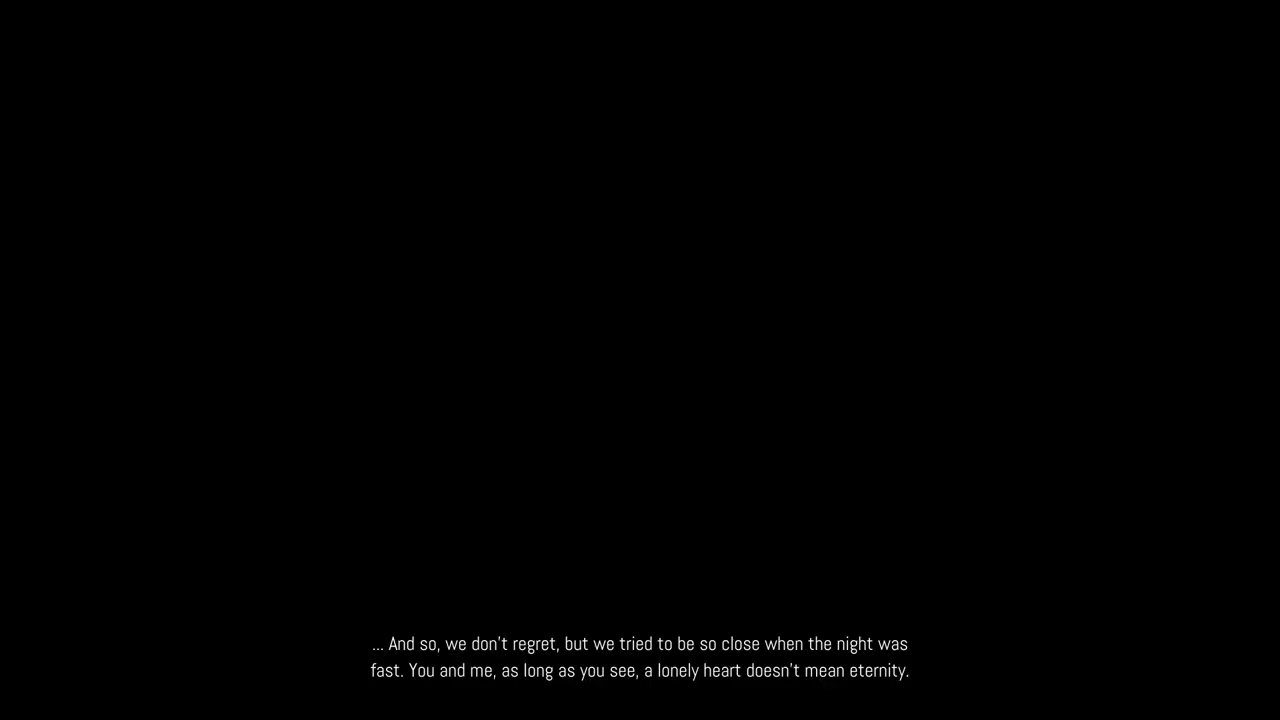 ... And so, we don't regret, but we tried to be so close when the night was
fast. You and me, as long as you see, a lonely heart doesn't mean eternity.